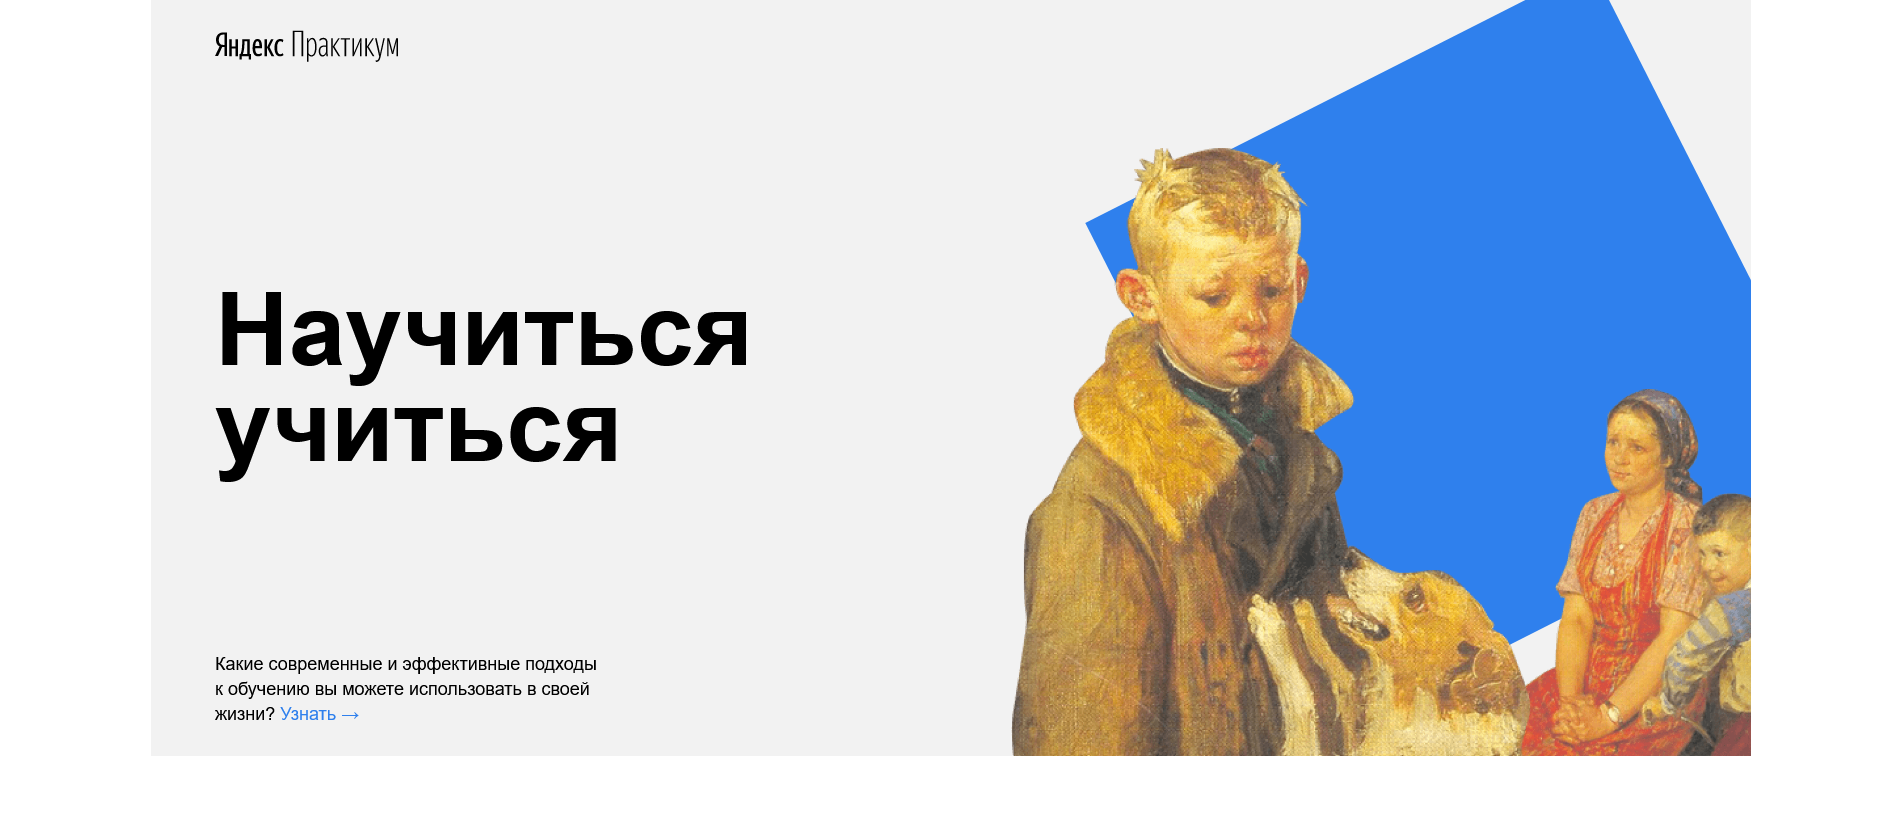 Яндекс Практикум
Научиться
учиться
Какие современные и эффективные подходы
к обучению вы можете использовать в своей
жизни? Узнать →